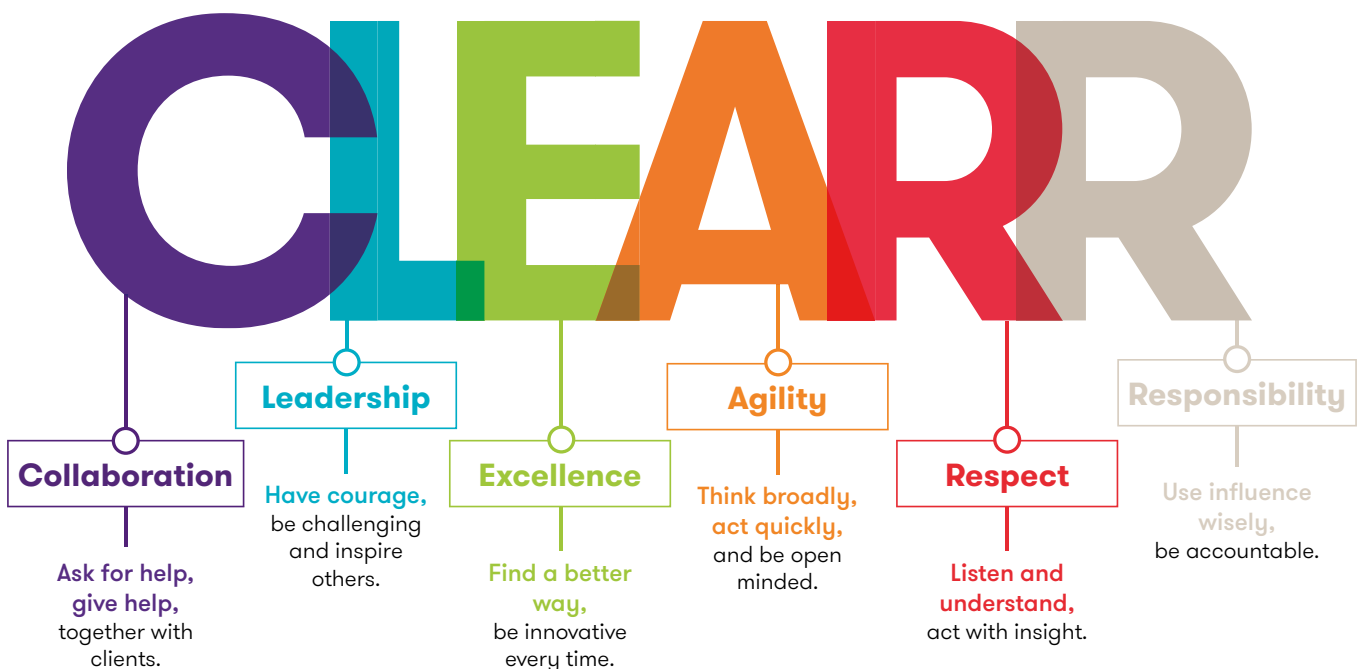 CLEARR
Collaboration
Ask for help,
give help,
together with
clients.
Leadership
Have courage,
be challenging
and inspire
others.
Excellence
Find a better
way,
be innovative
every time.
Agility
Think broadly,
act quickly,
and be open
minded.
Respect
Listen and
understand,
act with insight.
Responsibility
Use influence
wisely,
be accountable.